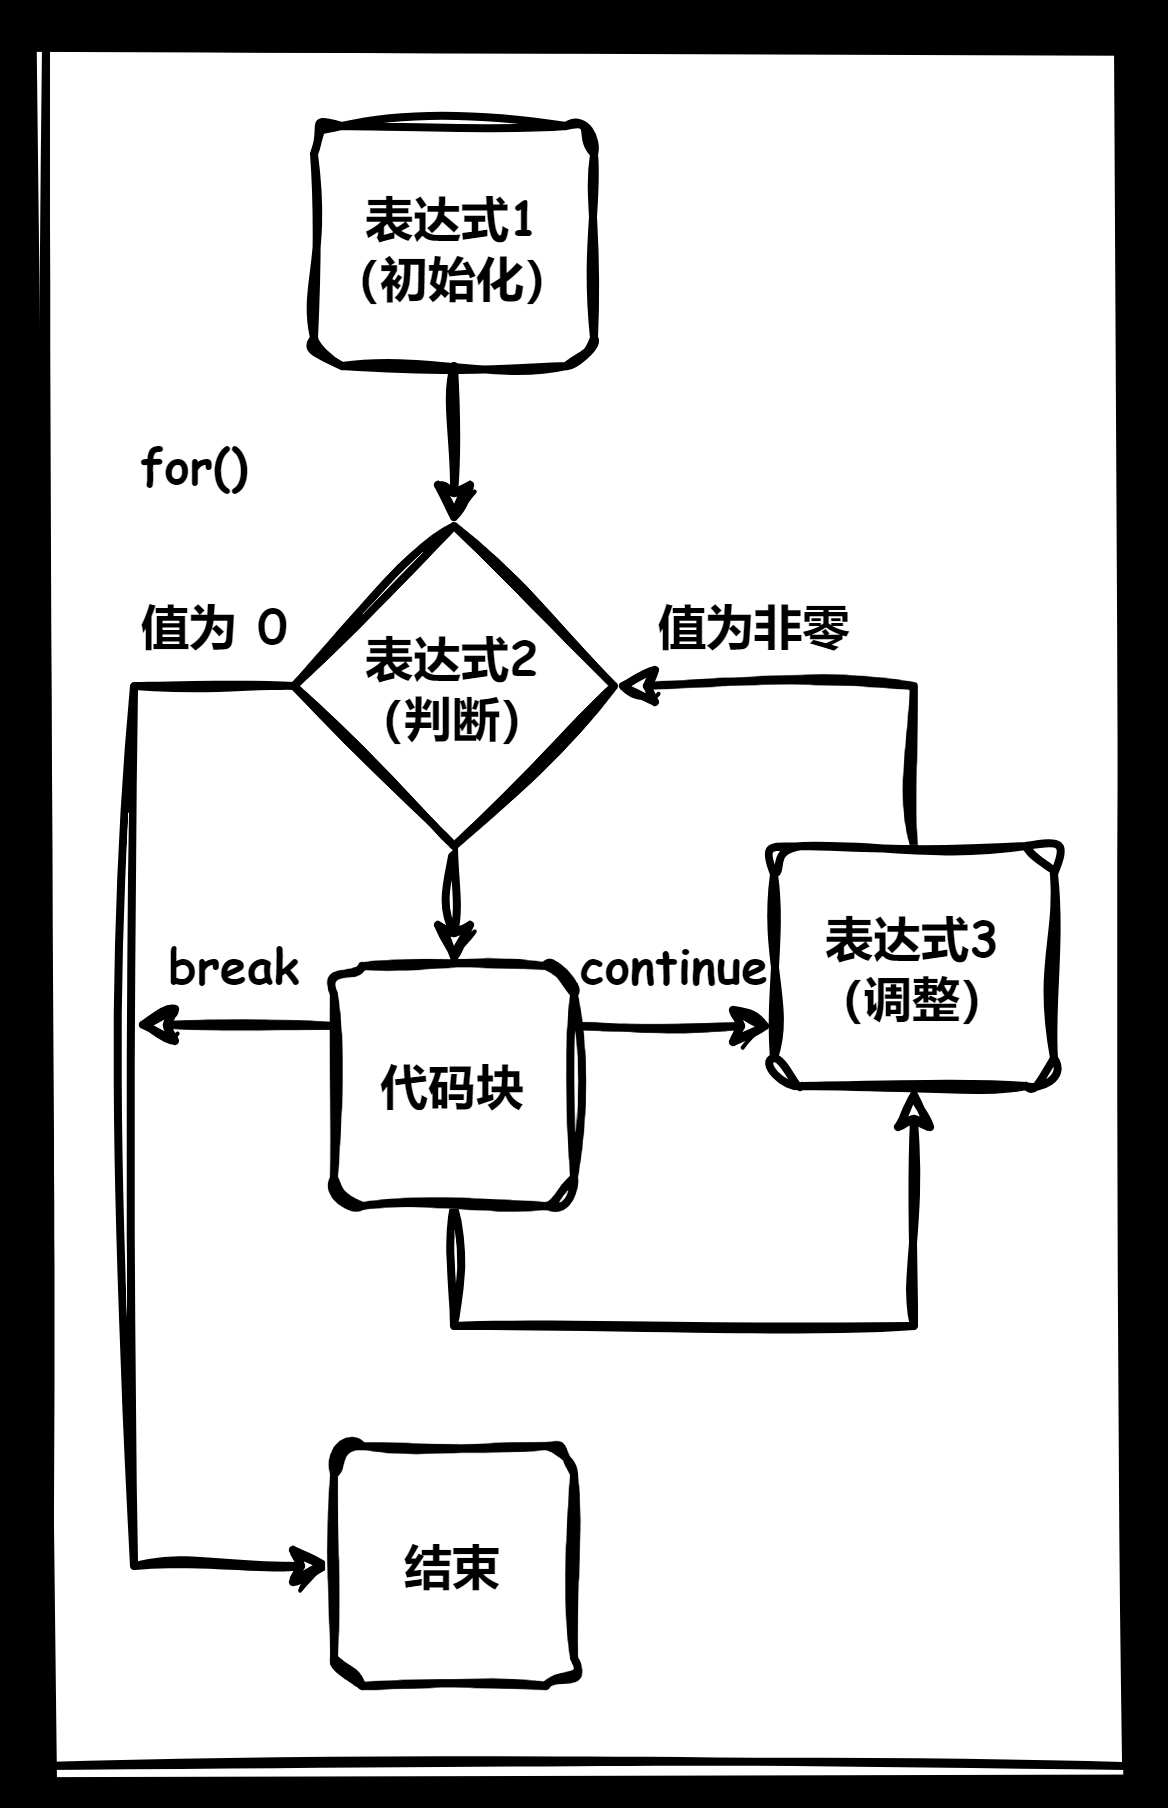 表达式1
（初始化）
for()
值为 0
值为非零
表达式2
（判断）
break
continue
表达式3
（调整）
代码块
结束